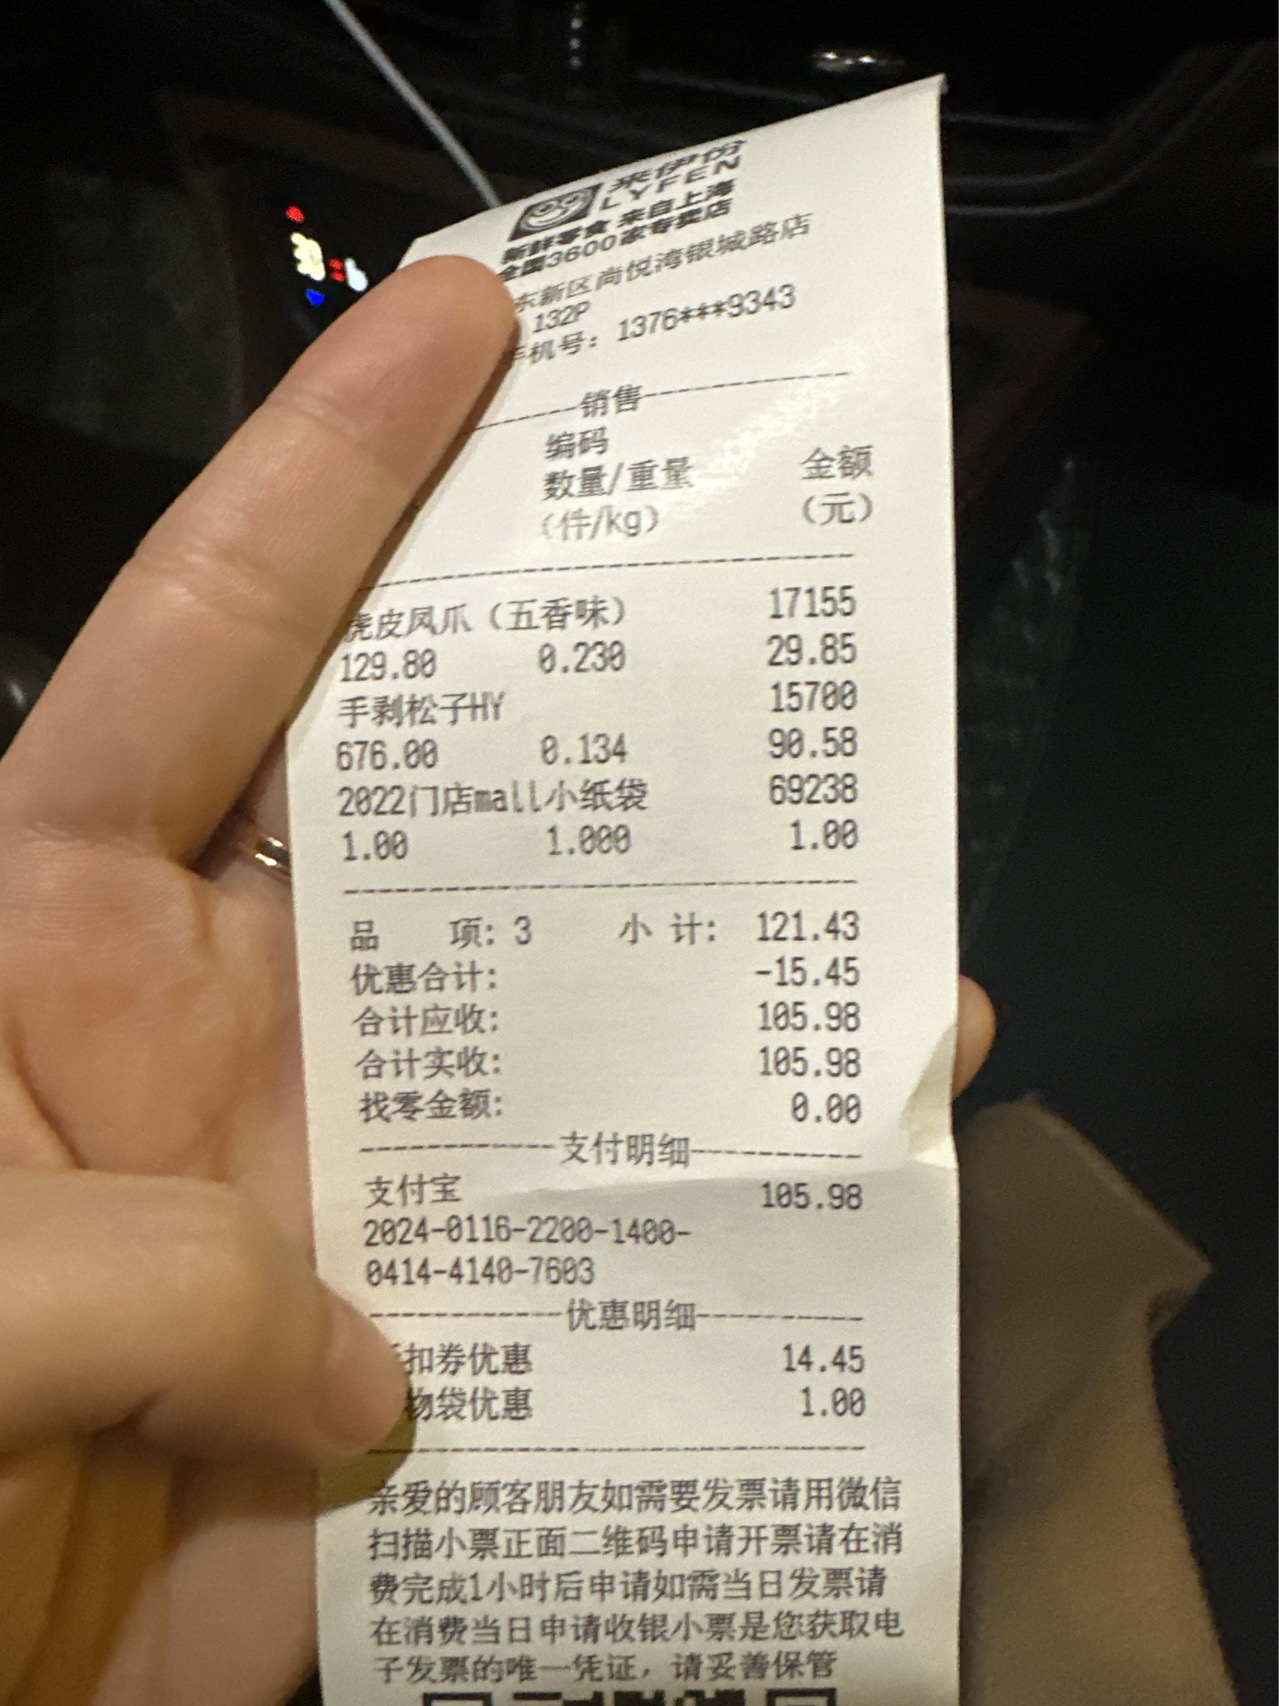 来伊份
LYFEN
新鲜零食 来自上海
全国3600家专卖店
东新区尚悦湾银城路店
132P
手机号：1376***9343
销售
编码
数量/重量 金额
（件/kg） （元）
虎皮凤爪（五香味） 17155
129.80 0.230 29.85
手剥松子HY 15700
676.00 0.134 90.58
2022门店mall小纸袋 69238
1.00 1.000 1.00
品 项: 3 小 计: 121.43
优惠合计: -15.45
合计应收: 105.98
合计实收: 105.98
找零金额: 0.00
支付明细
支付宝 105.98
2024-0116-2200-1400-
0414-4140-7603
优惠明细
扣券优惠 14.45
物袋优惠 1.00
亲爱的顾客朋友如需要发票请用微信
扫描小票正面二维码申请开票请在消
费完成1小时后申请如需当日发票请
在消费当日申请收银小票是您获取电
子发票的唯一凭证，请妥善保管